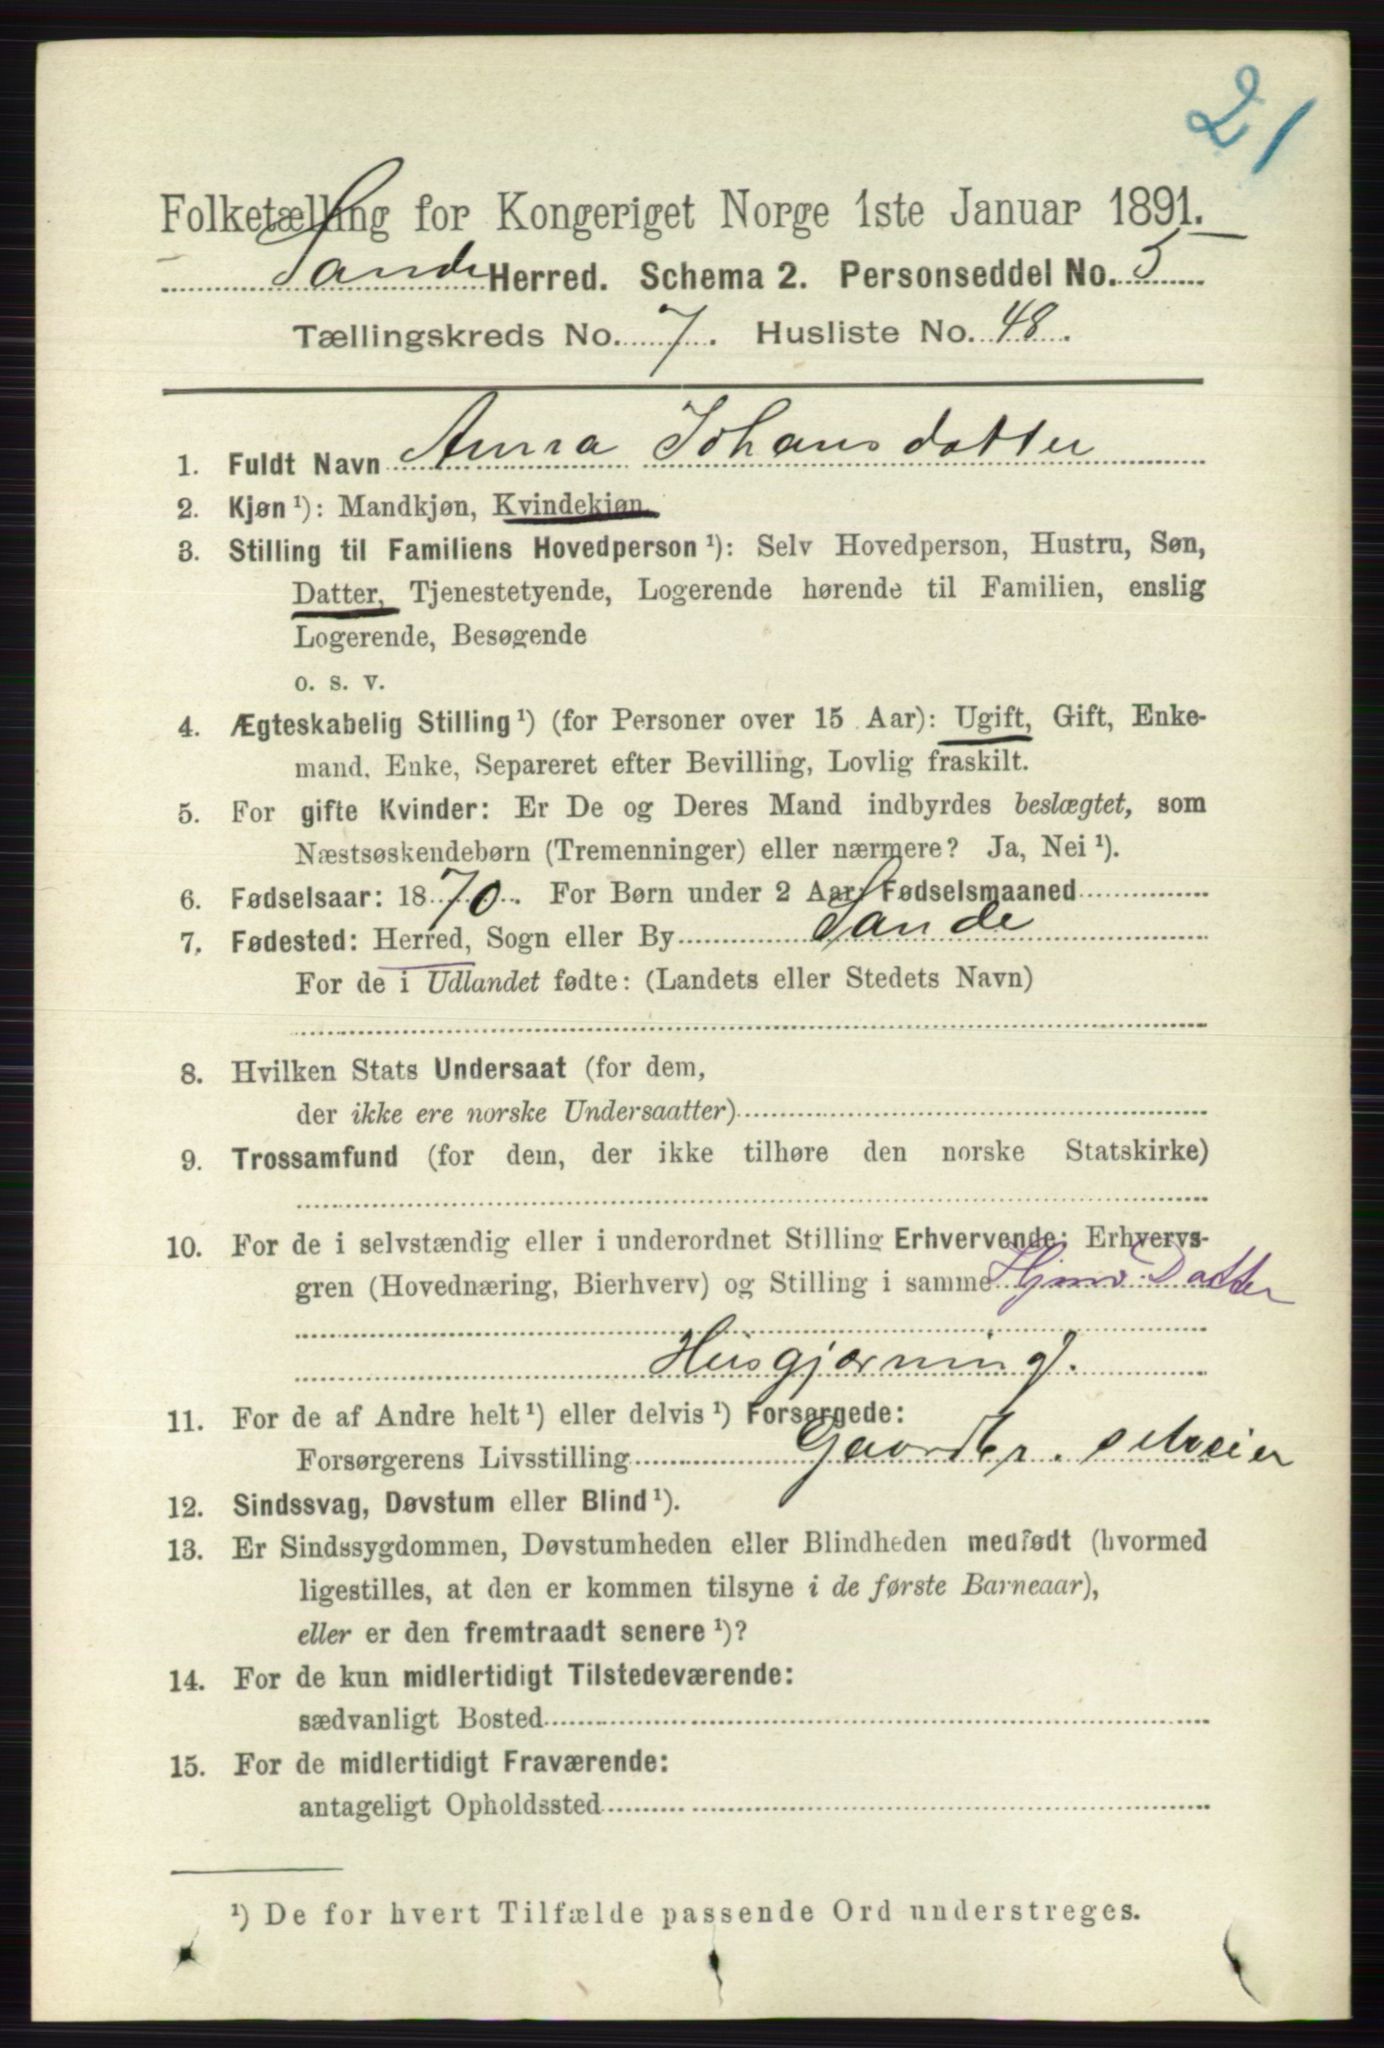 21
Folketælling for Kongeriget Norge 1ste Januar 1891.
Sande Herred. Schema 2. Personseddel No. 5
Tællingskreds No. 7. Husliste No. 48.
1. Fuldt Navn Anna Johansdatter
2. Kjøn ¹): Mandkjøn, Kvindekjøn.
3. Stilling til Familiens Hovedperson ¹): Selv Hovedperson, Hustru, Søn,
Datter, Tjenestetyende, Logerende hørende til Familien, enslig
Logerende, Besøgende
o. s. v.
4. Ægteskabelig Stilling ¹) (for Personer over 15 Aar): Ugift, Gift, Enke-
mand, Enke, Separeret efter Bevilling, Lovlig fraskilt.
5. For gifte Kvinder: Er De og Deres Mand indbyrdes beslægtet, som
Næstsøskendebørn (Tremenninger) eller nærmere? Ja, Nei ¹).
6. Fødselsaar: 1870. For Børn under 2 Aar: Fødselsmaaned
7. Fødested: Herred, Sogn eller By Sande
For de i Udlandet fødte: (Landets eller Stedets Navn)
8. Hvilken Stats Undersaat (for dem,
der ikke ere norske Undersaatter)
9. Trossamfund (for dem, der ikke tilhøre den norske Statskirke)
10. For de i selvstændig eller i underordnet Stilling Erhvervende: Erhvervs-
gren (Hovednæring, Bierhverv) og Stilling i samme Hjmv. Datter
Husgjerning.
11. For de af Andre helt ¹) eller delvis ¹) Forsørgede:
Forsørgerens Livsstilling Gaardbr. selveier
12. Sindssvag, Døvstum eller Blind ¹).
13. Er Sindssygdommen, Døvstumheden eller Blindheden medfødt (hvormed
ligestilles, at den er kommen tilsyne i de første Barneaar),
eller er den fremtraadt senere ¹)?
14. For de kun midlertidigt Tilstedeværende:
sædvanligt Bosted
15. For de midlertidigt Fraværende:
antageligt Opholdssted
¹) De for hvert Tilfælde passende Ord understreges.